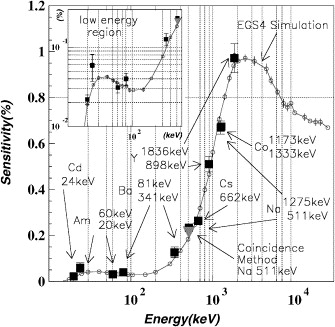 1.2
1
0.8
0.6
0.4
0.2
0
Sensitivity(%)
(%)
10⁻¹
10⁻²
low energy
region
10² (keV)
EGS4 Simulation
Y 1836keV
898keV
Co 1173keV
1333keV
Cd
24keV
Ba 81keV
341keV
Cs
662keV
1275keV
Na 511keV
Am 60keV
20keV
Coincidence
Method
Na 511keV
10² 10³ 10⁴
Energy(keV)